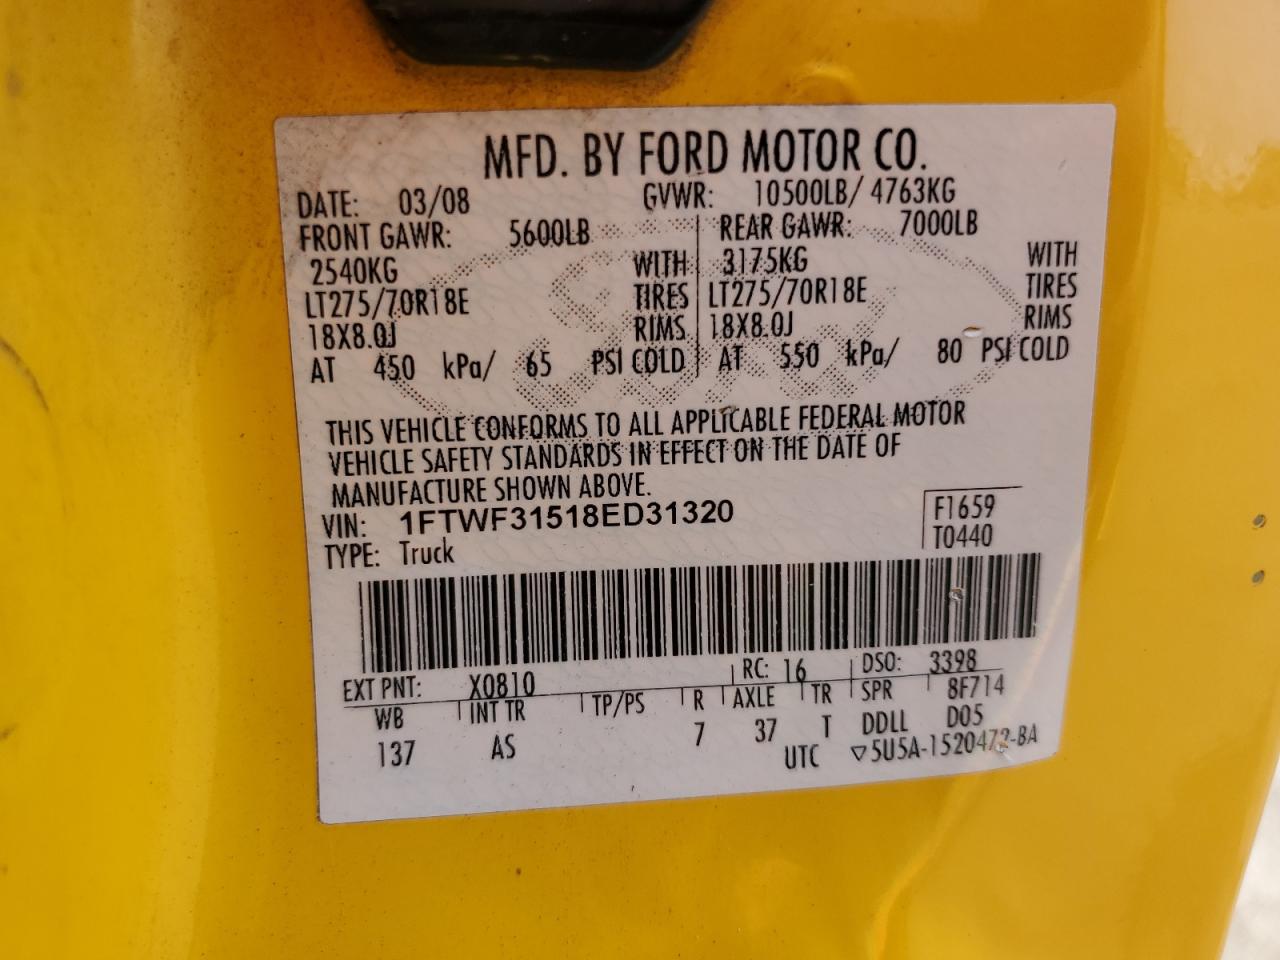 MFD. BY FORD MOTOR CO.
DATE: 03/08 GVWR: 10500LB/ 4763KG
FRONT GAWR: 5600LB REAR GAWR: 7000LB
2540KG WITH 3175KG WITH
LT275/70R18E TIRES LT275/70R18E TIRES
18X8.0J RIMS 18X8.0J RIMS
AT 450 kPa/ 65 PSI COLD AT 550 kPa/ 80 PSI COLD
THIS VEHICLE CONFORMS TO ALL APPLICABLE FEDERAL MOTOR
VEHICLE SAFETY STANDARDS IN EFFECT ON THE DATE OF
MANUFACTURE SHOWN ABOVE.
VIN: 1FTWF31518ED31320 F1659
TYPE: Truck T0440
EXT PNT: X0810 RC: 16 DSO: 3398
WB INT TR TP/PS R AXLE TR SPR 8F714
137 AS 7 37 T DDLL D05
UTC ▽5U5A-1520472-BA